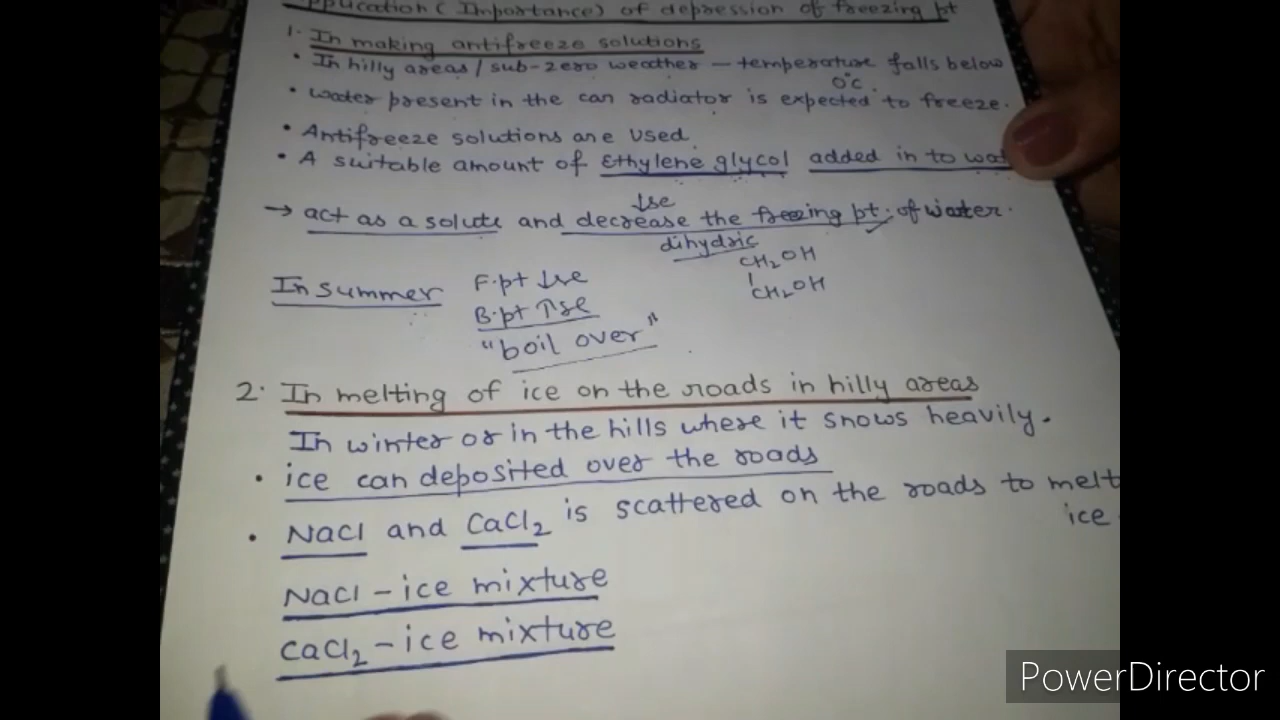 pplication (Importance) of depression of freezing pt
1. In making antifreeze solutions
• In hilly areas / sub-zero weather – temperature falls below
0°C.
• water present in the car radiator is expected to freeze.
• Antifreeze solutions are used.
• A suitable amount of Ethylene glycol added in to wat
↓se
→ act as a solute and decrease the freezing pt. of water.
dihydric
CH2OH
CH2OH
In summer
F.pt ↓se
B.pt ↑se
"boil over"
2. In melting of ice on the roads in hilly areas
In winter or in the hills where it snows heavily.
• ice can deposited over the roads
• NaCl and CaCl2 is scattered on the roads to melt
ice.
NaCl – ice mixture
CaCl2 – ice mixture
PowerDirector